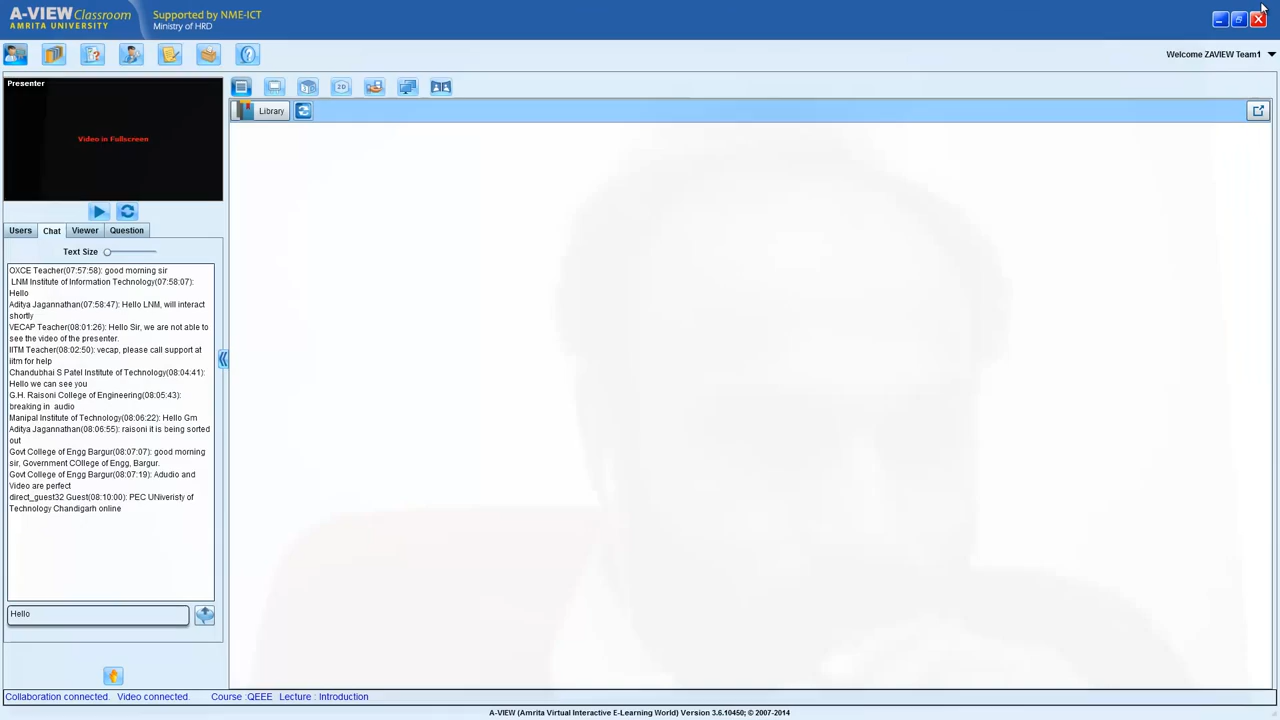 A-VIEW Classroom
AMRITA UNIVERSITY
Supported by NME-ICT
Ministry of HRD
Welcome ZAVIEW Team1
Presenter
Video in Fullscreen
2D
Library
Users Chat Viewer Question
Text Size
OXCE Teacher(07:57:58): good morning sir
LNM Institute of Information Technology(07:58:07):
Hello
Aditya Jagannathan(07:58:47): Hello LNM, will interact
shortly
VECAP Teacher(08:01:26): Hello Sir, we are not able to
see the video of the presenter.
IITM Teacher(08:02:50): vecap, please call support at
iitm for help
Chandubhai S Patel Institute of Technology(08:04:41):
Hello we can see you
G.H. Raisoni College of Engineering(08:05:43):
breaking in audio
Manipal Institute of Technology(08:06:22): Hello Gm
Aditya Jagannathan(08:06:55): raisoni it is being sorted
out
Govt College of Engg Bargur(08:07:07): good morning
sir, Government COllege of Engg, Bargur.
Govt College of Engg Bargur(08:07:19): Adudio and
Video are perfect
direct_guest32 Guest(08:10:00): PEC UNiveristy of
Technology Chandigarh online
Hello
Collaboration connected. Video connected. Course :QEEE Lecture : Introduction
A-VIEW (Amrita Virtual Interactive E-Learning World) Version 3.6.10450; © 2007-2014